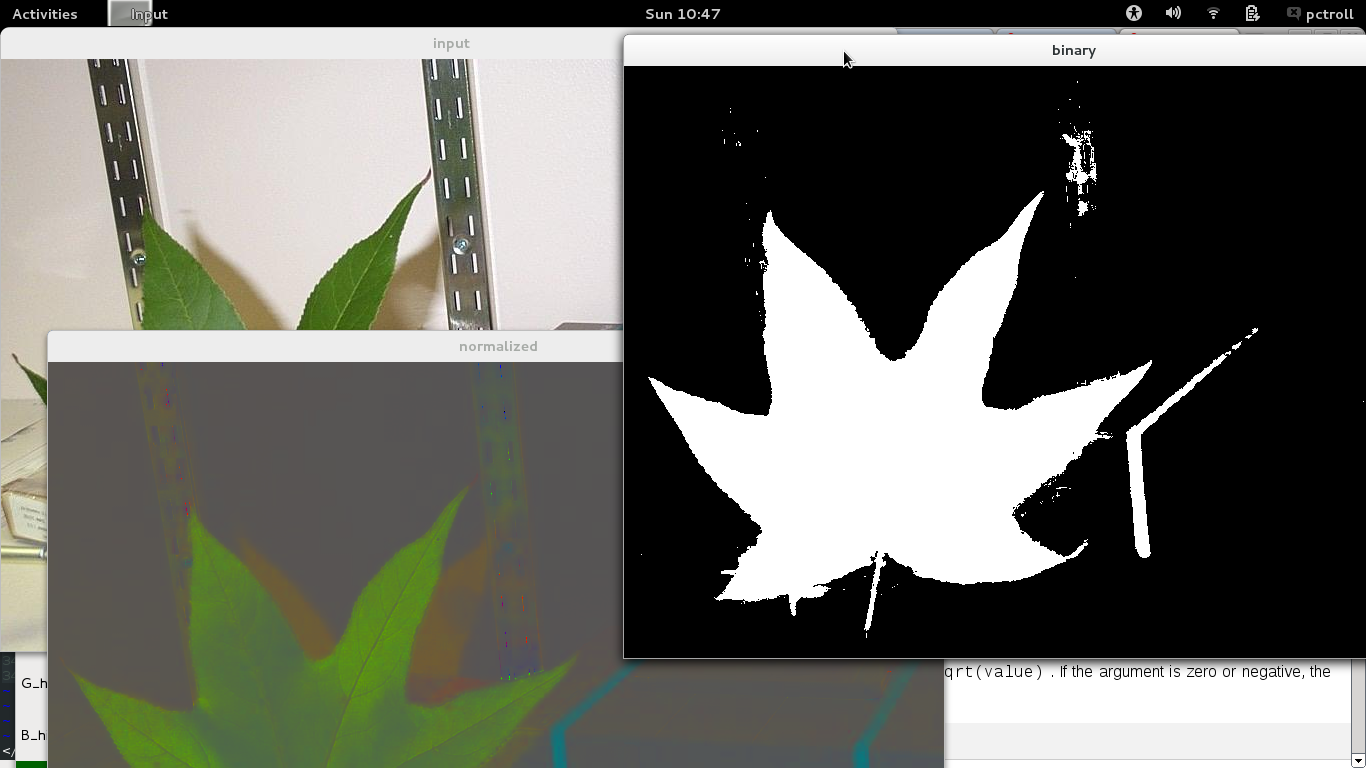 Activities
Input
Sun 10:47
pctroll
input
binary
normalized
qrt(value) . If the argument is zero or negative, the
G_h
B_h
</